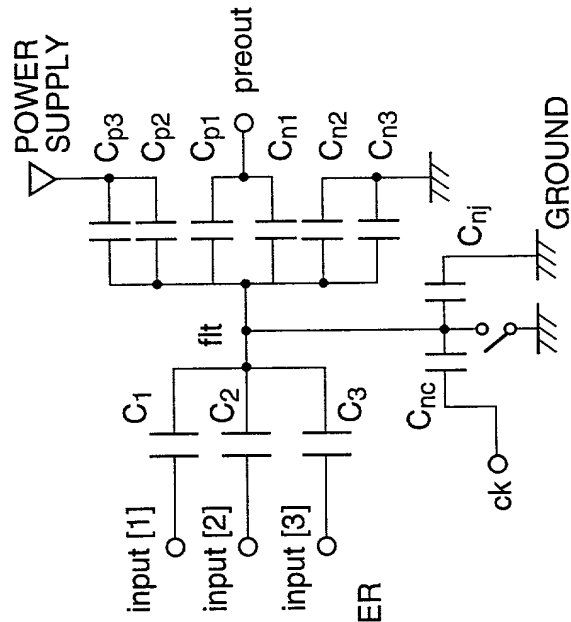 POWER
SUPPLY
Cp3
Cp2
Cp1
preout
Cn1
Cn2
Cn3
flt
C1
C2
C3
input [1]
input [2]
input [3]
Cnj
Cnc
ck
GROUND
ER